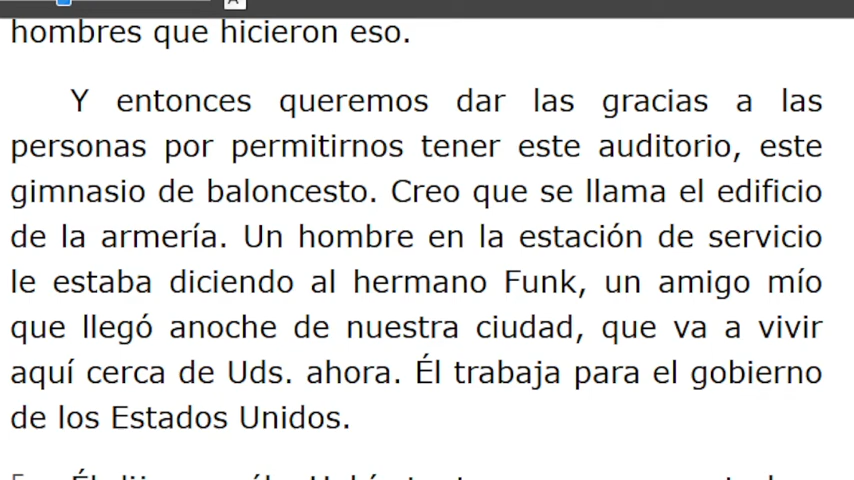 hombres que hicieron eso.
Y entonces queremos dar las gracias a las
personas por permitirnos tener este auditorio, este
gimnasio de baloncesto. Creo que se llama el edificio
de la armería. Un hombre en la estación de servicio
le estaba diciendo al hermano Funk, un amigo mío
que llegó anoche de nuestra ciudad, que va a vivir
aquí cerca de Uds. ahora. Él trabaja para el gobierno
de los Estados Unidos.